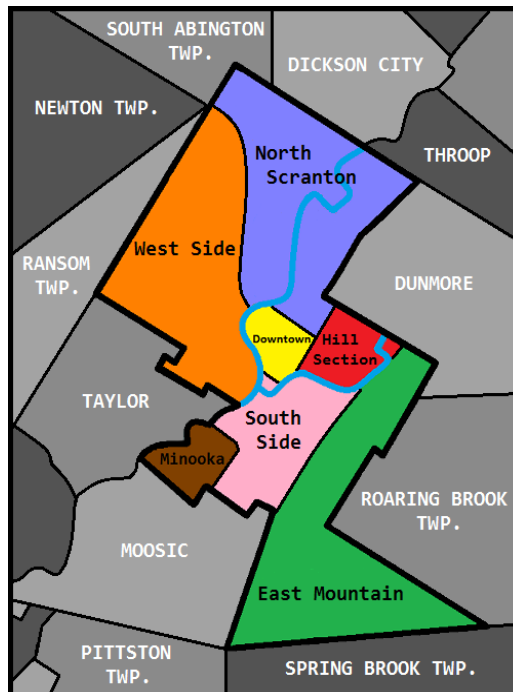 SOUTH ABINGTON
TWP.
DICKSON CITY
NEWTON TWP.
North
Scranton
THROOP
West Side
RANSOM
TWP.
DUNMORE
Downtown
Hill
Section
TAYLOR
South
Side
Minooka
ROARING BROOK
TWP.
MOOSIC
East Mountain
PITTSTON
TWP.
SPRING BROOK TWP.